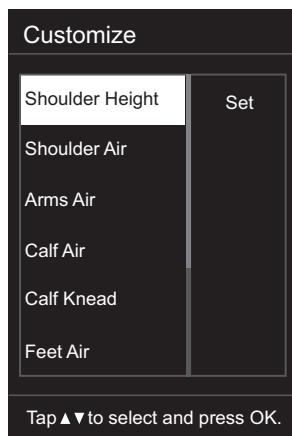 Customize
Shoulder Height
Set
Shoulder Air
Arms Air
Calf Air
Calf Knead
Feet Air
Tap▲▼to select and press OK.